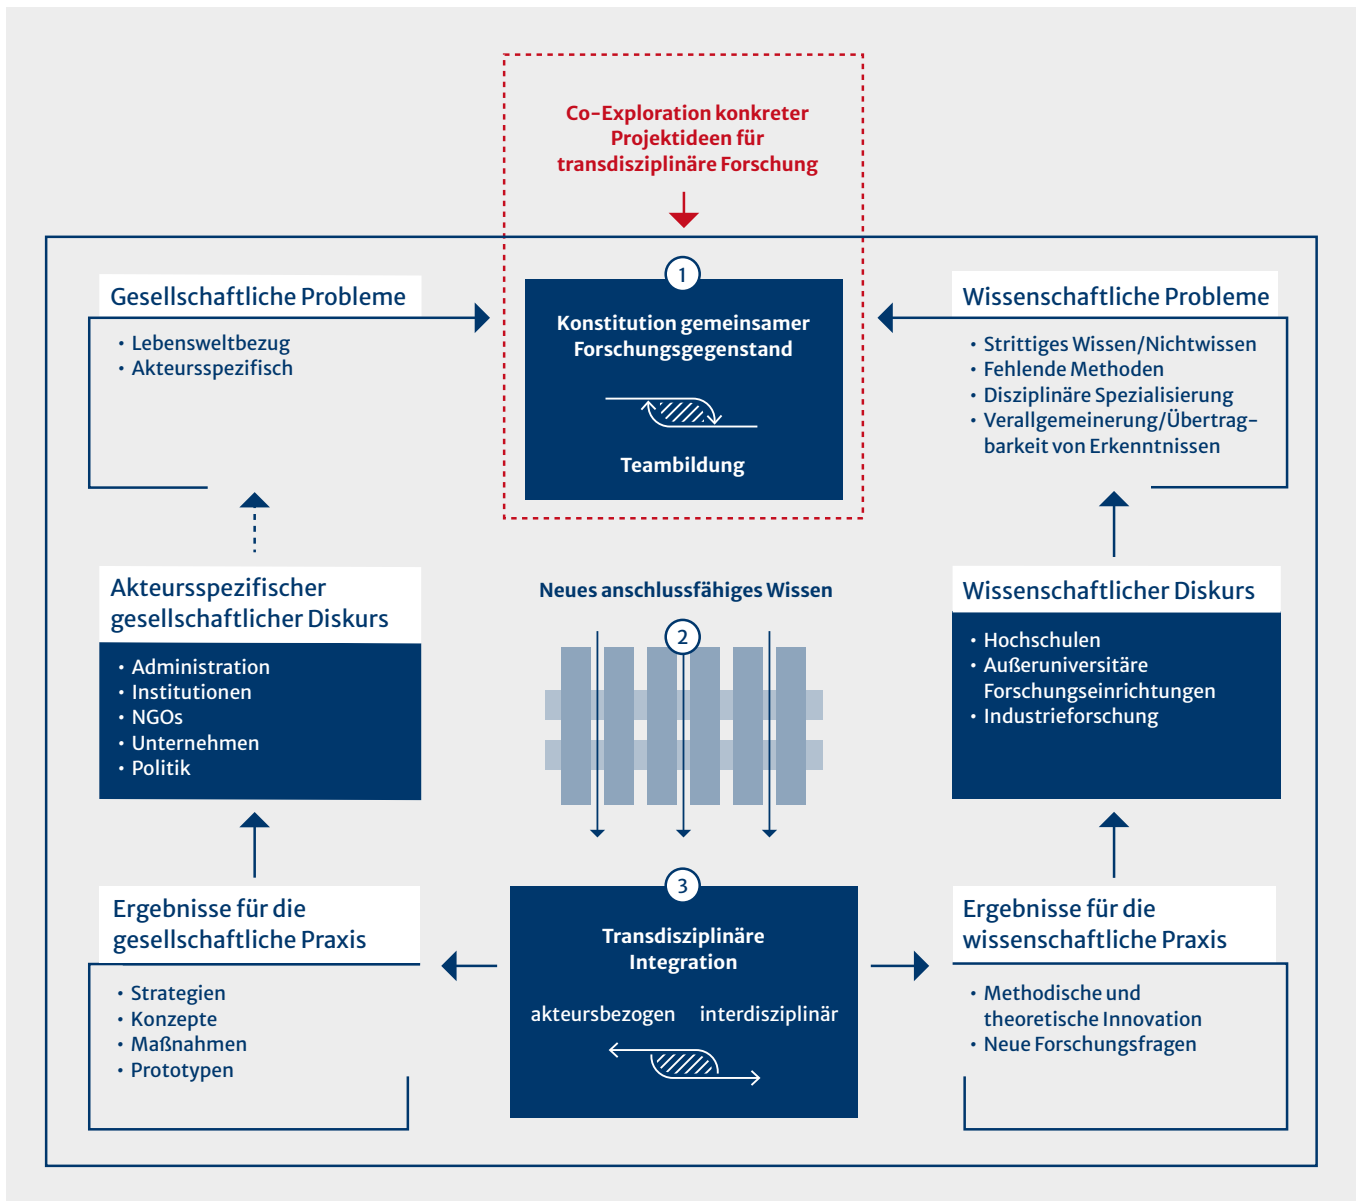 Co-Exploration konkreter
Projektideen für
transdisziplinäre Forschung
Gesellschaftliche Probleme
• Lebensweltbezug
• Akteursspezifisch
1
Konstitution gemeinsamer
Forschungsgegenstand
Teambildung
Wissenschaftliche Probleme
• Strittiges Wissen/Nichtwissen
• Fehlende Methoden
• Disziplinäre Spezialisierung
• Verallgemeinerung/Übertrag-
barkeit von Erkenntnissen
Akteursspezifischer
gesellschaftlicher Diskurs
• Administration
• Institutionen
• NGOs
• Unternehmen
• Politik
Neues anschlussfähiges Wissen
2
Wissenschaftlicher Diskurs
• Hochschulen
• Außeruniversitäre
Forschungseinrichtungen
• Industrieforschung
Ergebnisse für die
gesellschaftliche Praxis
• Strategien
• Konzepte
• Maßnahmen
• Prototypen
3
Transdisziplinäre
Integration
akteursbezogen interdisziplinär
Ergebnisse für die
wissenschaftliche Praxis
• Methodische und
theoretische Innovation
• Neue Forschungsfragen